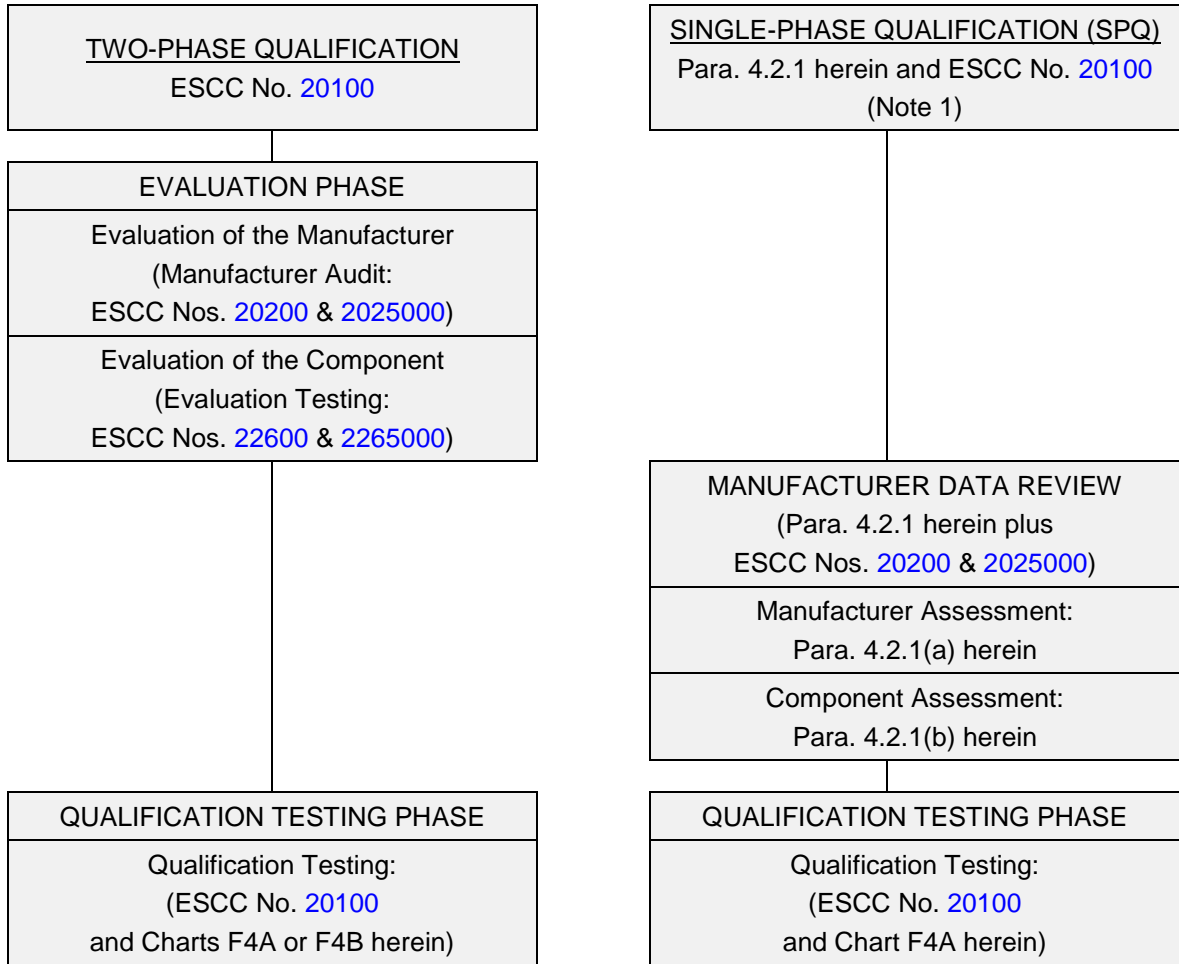 TWO-PHASE QUALIFICATION
ESCC No. 20100
EVALUATION PHASE
Evaluation of the Manufacturer
(Manufacturer Audit:
ESCC Nos. 20200 & 2025000)
Evaluation of the Component
(Evaluation Testing:
ESCC Nos. 22600 & 2265000)
QUALIFICATION TESTING PHASE
Qualification Testing:
(ESCC No. 20100
and Charts F4A or F4B herein)
SINGLE-PHASE QUALIFICATION (SPQ)
Para. 4.2.1 herein and ESCC No. 20100
(Note 1)
MANUFACTURER DATA REVIEW
(Para. 4.2.1 herein plus
ESCC Nos. 20200 & 2025000)
Manufacturer Assessment:
Para. 4.2.1(a) herein
Component Assessment:
Para. 4.2.1(b) herein
QUALIFICATION TESTING PHASE
Qualification Testing:
(ESCC No. 20100
and Chart F4A herein)